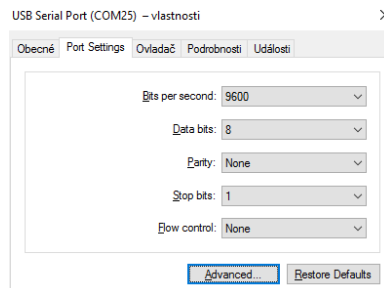 USB Serial Port (COM25) – vlastnosti
Obecné Port Settings Ovladač Podrobnosti Události
Bits per second: 9600
Data bits: 8
Parity: None
Stop bits: 1
Flow control: None
Advanced... Restore Defaults